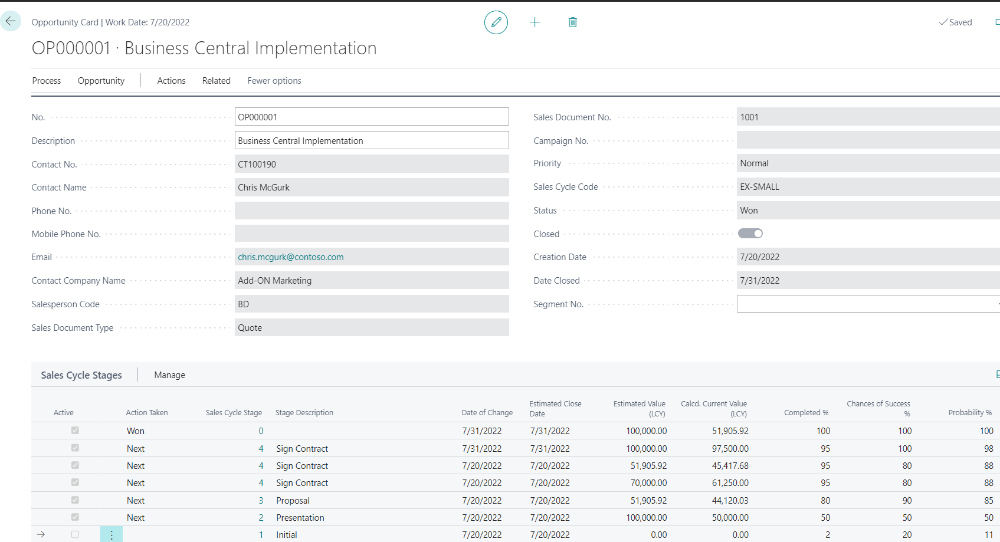 Opportunity Card | Work Date: 7/20/2022
Saved
OP000001 · Business Central Implementation
Process Opportunity Actions Related Fewer options
No. OP000001
Description Business Central Implementation
Contact No. CT100190
Contact Name Chris McGurk
Phone No.
Mobile Phone No.
Email chris.mcgurk@contoso.com
Contact Company Name Add-ON Marketing
Salesperson Code BD
Sales Document Type Quote
Sales Document No. 1001
Campaign No.
Priority Normal
Sales Cycle Code EX-SMALL
Status Won
Closed
Creation Date 7/20/2022
Date Closed 7/31/2022
Segment No.
Sales Cycle Stages Manage
Active Action Taken Sales Cycle Stage Stage Description Date of Change Estimated Close Date Estimated Value (LCY) Calcd. Current Value (LCY) Completed % Chances of Success % Probability %
Won 0 7/31/2022 7/31/2022 100,000.00 51,905.92 100 100 100
Next 4 Sign Contract 7/31/2022 7/31/2022 100,000.00 97,500.00 95 100 98
Next 4 Sign Contract 7/20/2022 7/20/2022 51,905.92 45,417.68 95 80 88
Next 4 Sign Contract 7/20/2022 7/20/2022 70,000.00 61,250.00 95 80 88
Next 3 Proposal 7/20/2022 7/20/2022 51,905.92 44,120.03 80 90 85
Next 2 Presentation 7/20/2022 7/20/2022 100,000.00 50,000.00 50 50 50
1 Initial 7/20/2022 7/20/2022 0.00 0.00 2 20 11